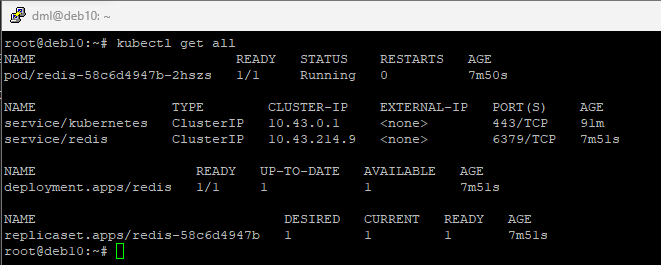 dml@deb10: ~
root@deb10:~# kubectl get all
NAME                        READY   STATUS    RESTARTS   AGE
pod/redis-58c6d4947b-2hszs   1/1     Running   0          7m50s

NAME                 TYPE        CLUSTER-IP    EXTERNAL-IP   PORT(S)    AGE
service/kubernetes   ClusterIP   10.43.0.1     <none>        443/TCP    91m
service/redis        ClusterIP   10.43.214.9   <none>        6379/TCP   7m51s

NAME                    READY   UP-TO-DATE   AVAILABLE   AGE
deployment.apps/redis   1/1     1            1           7m51s

NAME                               DESIRED   CURRENT   READY   AGE
replicaset.apps/redis-58c6d4947b   1         1         1       7m51s
root@deb10:~#